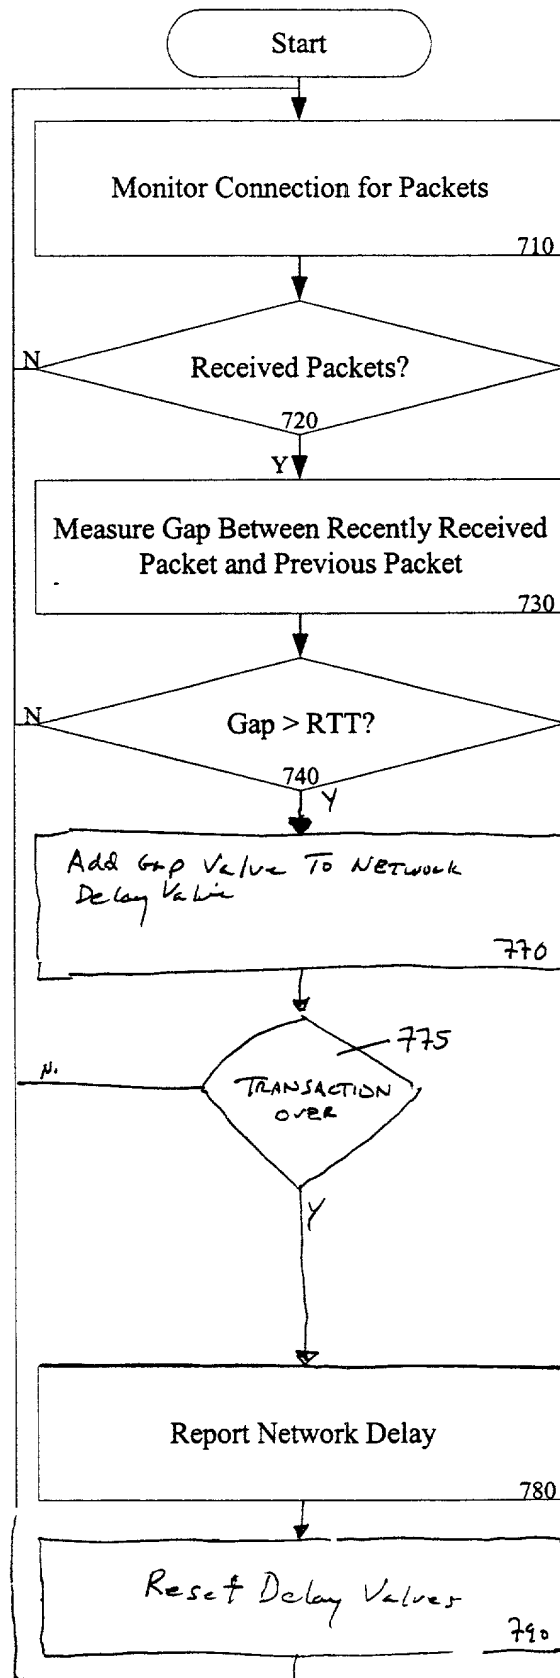 Start
Monitor Connection for Packets
710
N
Received Packets?
720
Y
Measure Gap Between Recently Received
Packet and Previous Packet
730
N
Gap > RTT?
740
Y
Add Gap Value To Network
Delay Value
770
775
N.
TRANSACTION
OVER
Y
Report Network Delay
780
Reset Delay Values
790